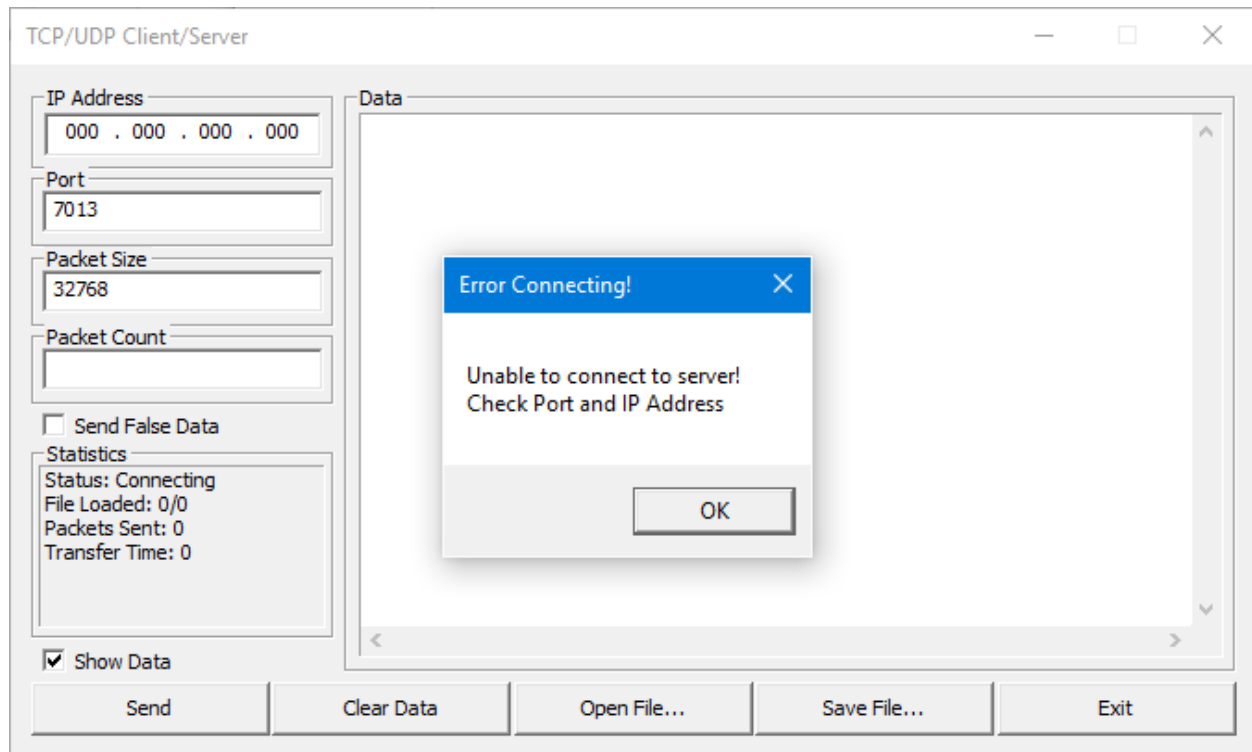 TCP/UDP Client/Server
IP Address
000 . 000 . 000 . 000
Port
7013
Packet Size
32768
Packet Count
Send False Data
Statistics
Status: Connecting
File Loaded: 0/0
Packets Sent: 0
Transfer Time: 0
Show Data
Data
Error Connecting!
Unable to connect to server!
Check Port and IP Address
OK
Send
Clear Data
Open File...
Save File...
Exit